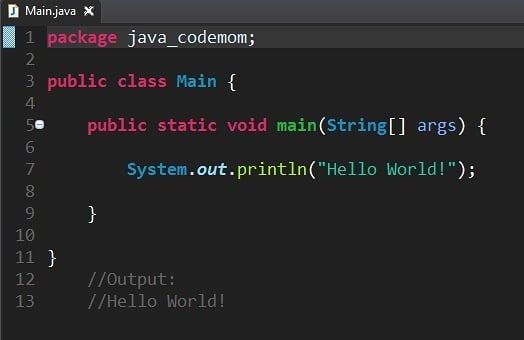 Main.java
1 package java_codemom;
2
3 public class Main {
4
5 public static void main(String[] args) {
6
7 System.out.println("Hello World!");
8
9 }
10
11 }
12 //Output:
13 //Hello World!